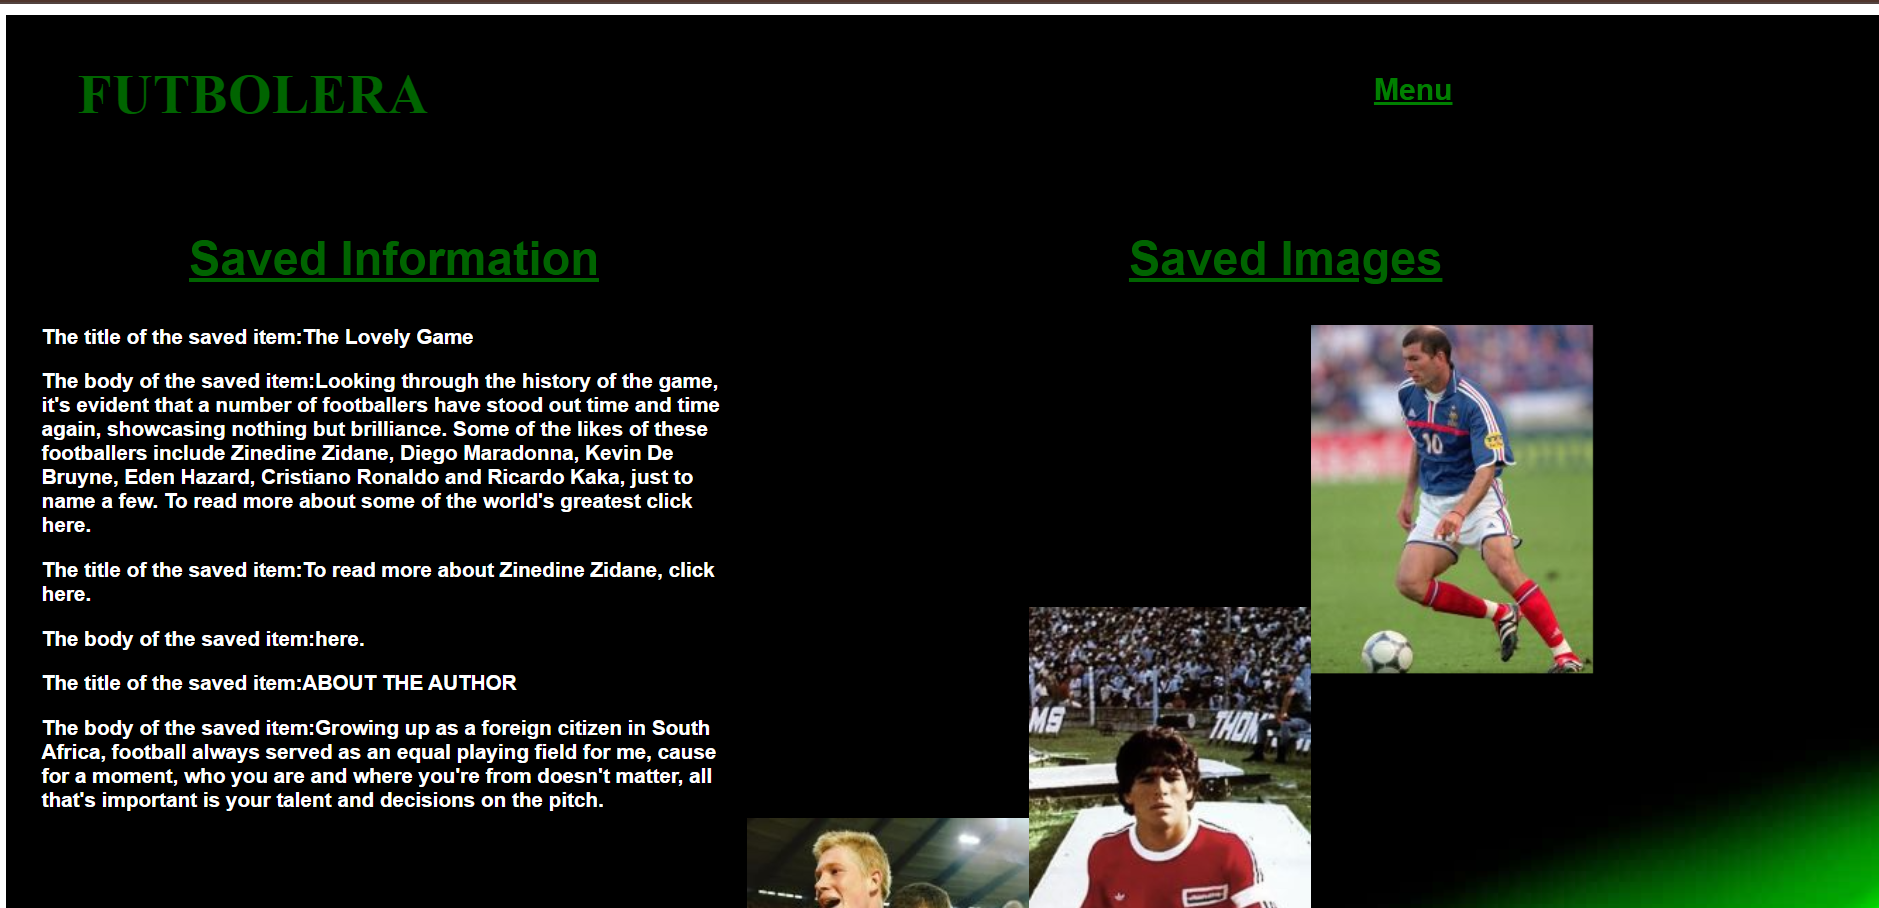 FUTBOLERA
Menu
Saved Information
Saved Images
The title of the saved item:The Lovely Game
The body of the saved item:Looking through the history of the game,
it's evident that a number of footballers have stood out time and time
again, showcasing nothing but brilliance. Some of the likes of these
footballers include Zinedine Zidane, Diego Maradonna, Kevin De
Bruyne, Eden Hazard, Cristiano Ronaldo and Ricardo Kaka, just to
name a few. To read more about some of the world's greatest click
here.
The title of the saved item:To read more about Zinedine Zidane, click
here.
The body of the saved item:here.
The title of the saved item:ABOUT THE AUTHOR
The body of the saved item:Growing up as a foreign citizen in South
Africa, football always served as an equal playing field for me, cause
for a moment, who you are and where you're from doesn't matter, all
that's important is your talent and decisions on the pitch.
10